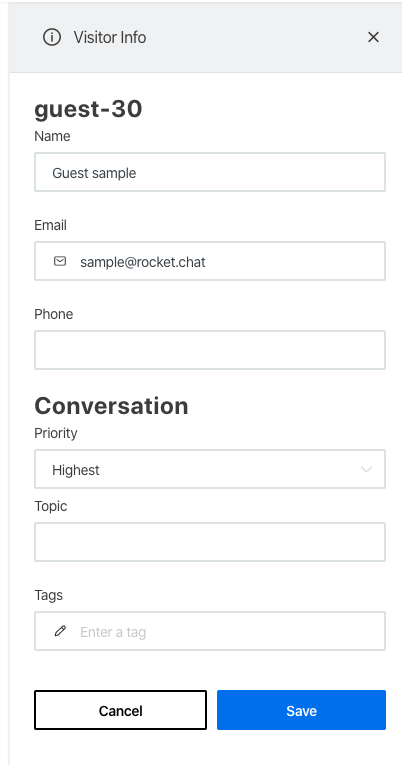 Visitor Info
guest-30
Name
Guest sample
Email
sample@rocket.chat
Phone
Conversation
Priority
Highest
Topic
Tags
Enter a tag
Cancel
Save